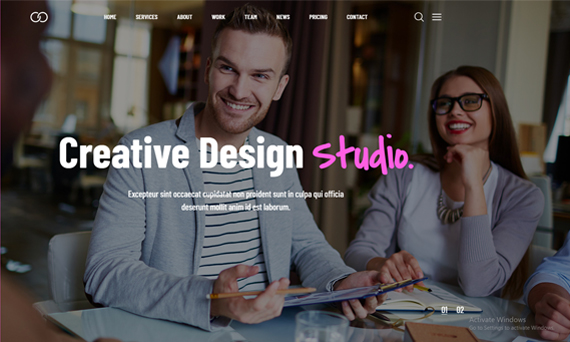 HOME SERVICES ABOUT WORK TEAM NEWS PRICING CONTACT
Creative Design Studio.
Excepteur sint occaecat cupidatat non proident sunt in culpa qui officia
deserunt mollit anim id est laborum.
01 02
Activate Windows
Go to Settings to activate Windows.